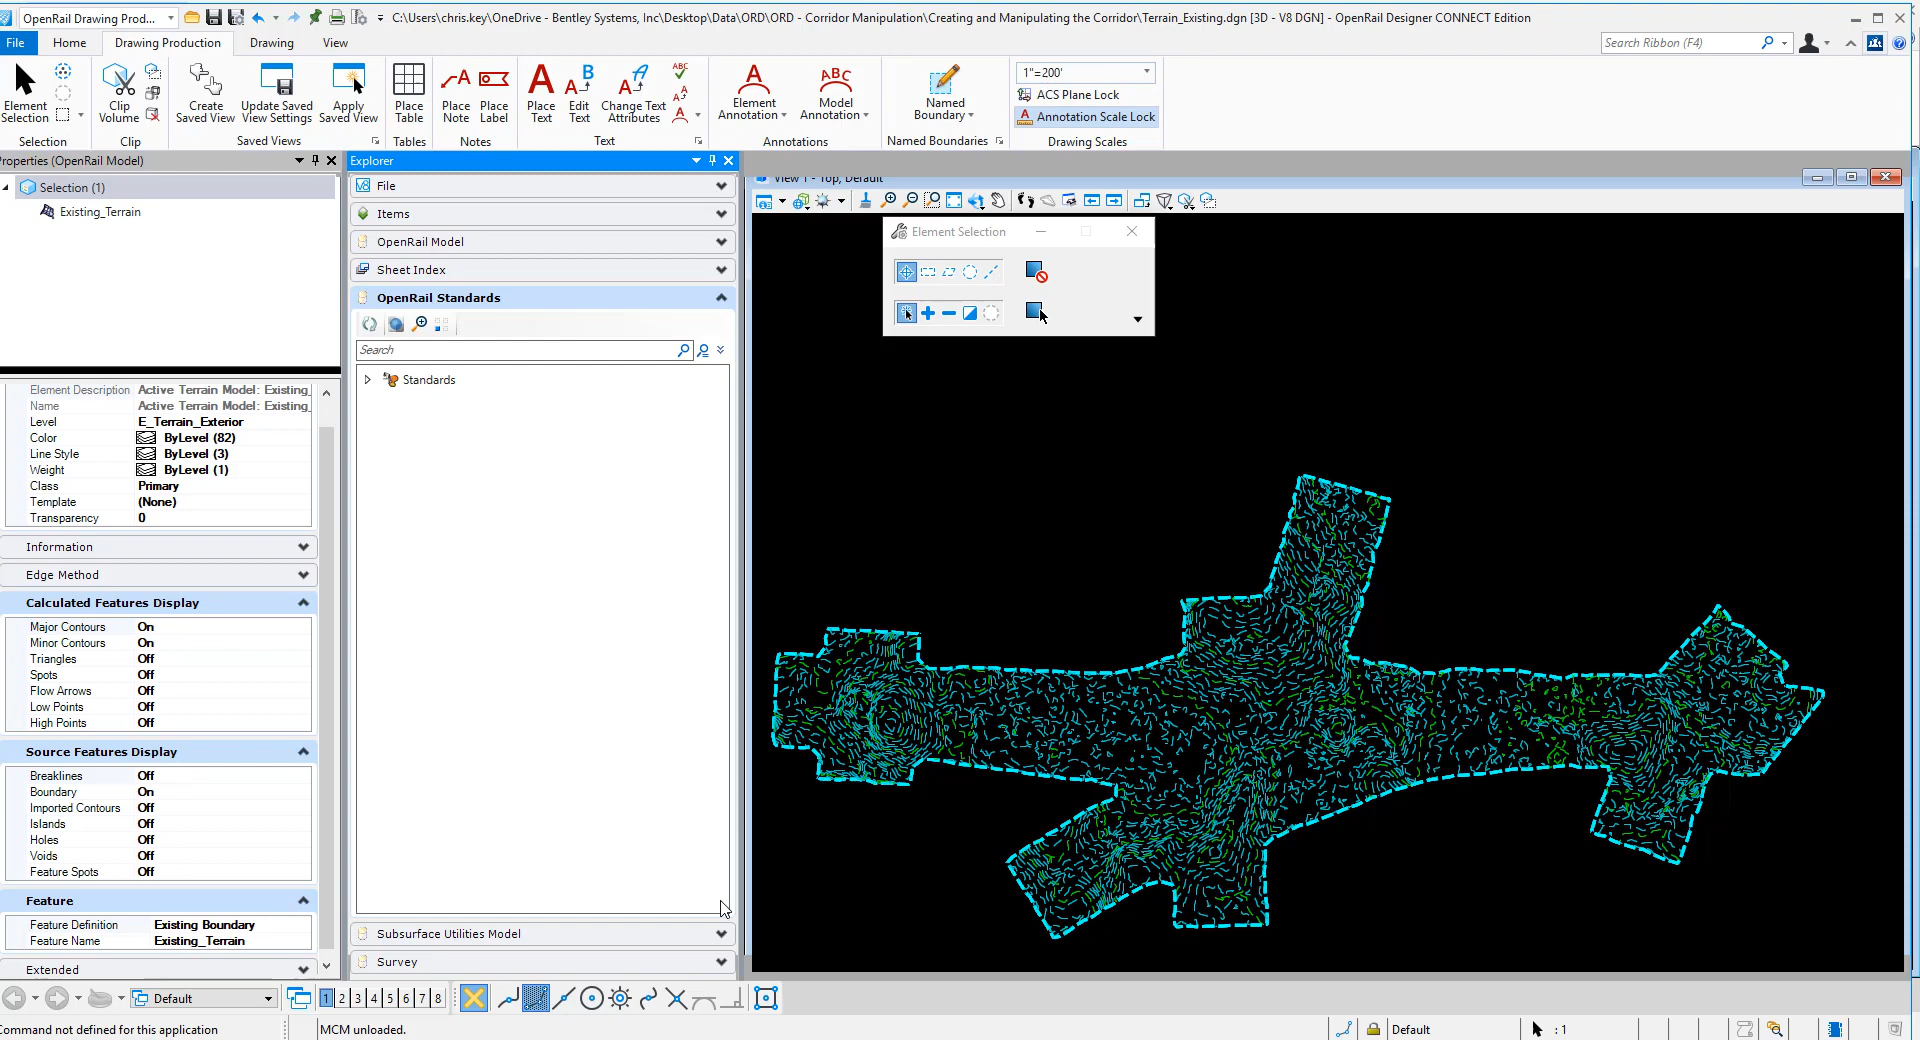 OpenRail Drawing Prod...
C:\Users\chris.key\OneDrive - Bentley Systems, Inc\Desktop\Data\ORD\ORD - Corridor Manipulation\Creating and Manipulating the Corridor\Terrain_Existing.dgn [3D - V8 DGN] - OpenRail Designer CONNECT Edition
File Home Drawing Production Drawing View
Search Ribbon (F4)
Element Selection
Clip Volume
Create Saved View
Update Saved View Settings
Apply Saved View
Place Table
Place Note
Place Label
Place Text
Edit Text
Change Text Attributes
Element Annotation
Model Annotation
Named Boundary
1"=200'
ACS Plane Lock
Annotation Scale Lock
Selection Clip Saved Views Tables Notes Text Annotations Named Boundaries Drawing Scales
Properties (OpenRail Model)
Selection (1)
Existing_Terrain
Element Description Active Terrain Model: Existing_
Name Active Terrain Model: Existing_
Level E_Terrain_Exterior
Color ByLevel (82)
Line Style ByLevel (3)
Weight ByLevel (1)
Class Primary
Template (None)
Transparency 0
Information
Edge Method
Calculated Features Display
Major Contours On
Minor Contours On
Triangles Off
Spots Off
Flow Arrows Off
Low Points Off
High Points Off
Source Features Display
Breaklines Off
Boundary On
Imported Contours Off
Islands Off
Holes Off
Voids Off
Feature Spots Off
Feature
Feature Definition Existing Boundary
Feature Name Existing_Terrain
Extended
Explorer
File
Items
OpenRail Model
Sheet Index
OpenRail Standards
Search
Standards
Subsurface Utilities Model
Survey
View 1 - Top, Default
Element Selection
Default
1 2 3 4 5 6 7 8
Command not defined for this application
MCM unloaded.
Default
: 1